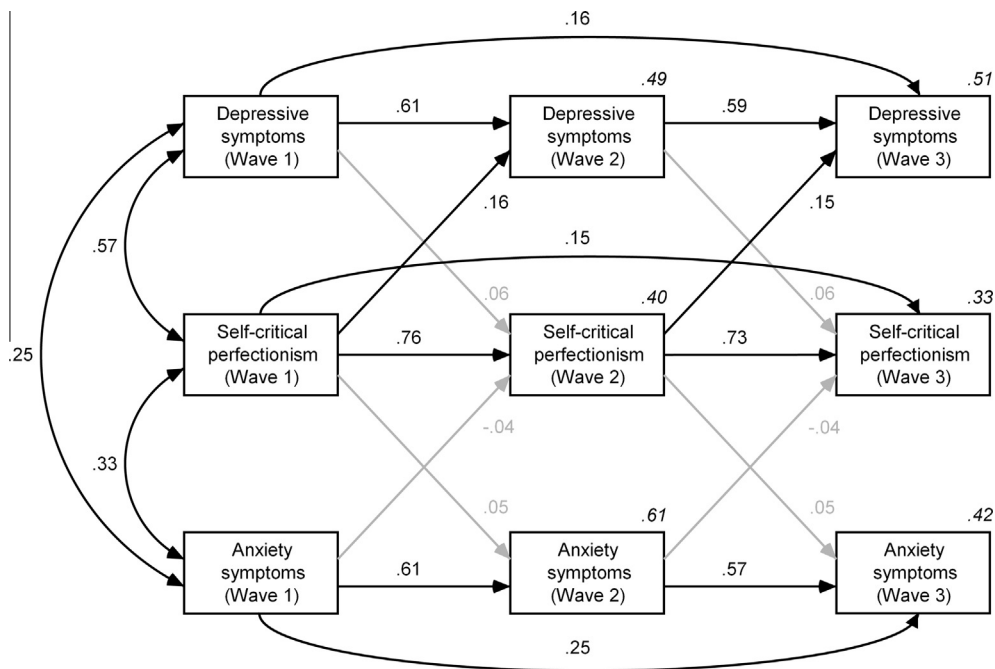 .16
.49
.51
Depressive
symptoms
(Wave 1)
.61
Depressive
symptoms
(Wave 2)
.59
Depressive
symptoms
(Wave 3)
.16
.15
.57
.15
.06
.40
.06
.33
.25
Self-critical
perfectionism
(Wave 1)
.76
Self-critical
perfectionism
(Wave 2)
.73
Self-critical
perfectionism
(Wave 3)
-.04
-.04
.33
.05
.61
.05
.42
Anxiety
symptoms
(Wave 1)
.61
Anxiety
symptoms
(Wave 2)
.57
Anxiety
symptoms
(Wave 3)
.25